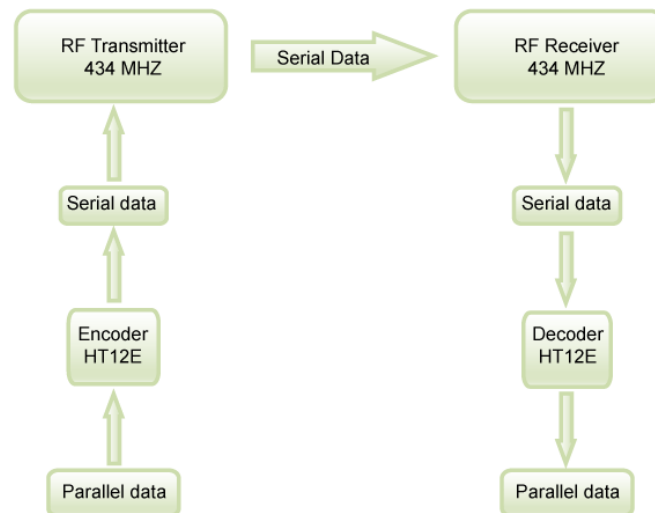 RF Transmitter
434 MHZ
Serial Data
RF Receiver
434 MHZ
Serial data
Serial data
Encoder
HT12E
Decoder
HT12E
Parallel data
Parallel data